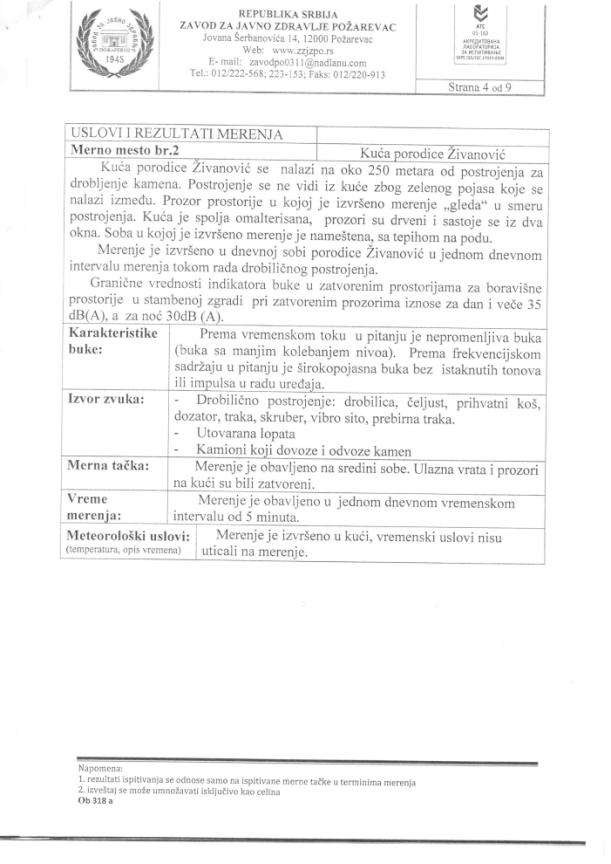 REPUBLIKA SRBIJA
ZAVOD ZA JAVNO ZDRAVLJE POŽAREVAC
Jovana Šerbanovića 14, 12000 Požarevac
Web: www.zzjzpo.rs
E- mail: zavodpo0311@nadlanu.com
Tel.: 012/222-568; 223-153; Faks: 012/220-913
1945
АТС
01-102
АКРЕДИТОВАНА
ЛАБОРАТОРИЈА
ЗА ИСПИТИВАЊЕ
Strana 4 od 9
USLOVI I REZULTATI MERENJA
Merno mesto br.2 Kuća porodice Živanović
Kuća porodice Živanović se nalazi na oko 250 metara od postrojenja za
drobljenje kamena. Postrojenje se ne vidi iz kuće zbog zelenog pojasa koje se
nalazi između. Prozor prostorije u kojoj je izvršeno merenje „gleda“ u smeru
postrojenja. Kuća je spolja omalterisana, prozori su drveni i sastoje se iz dva
okna. Soba u kojoj je izvršeno merenje je nameštena, sa tepihom na podu.
Merenje je izvršeno u dnevnoj sobi porodice Živanović u jednom dnevnom
intervalu merenja tokom rada drobiličnog postrojenja.
Granične vrednosti indikatora buke u zatvorenim prostorijama za boravišne
prostorije u stambenoj zgradi pri zatvorenim prozorima iznose za dan i veče 35
dB(A), a za noć 30dB (A).
Karakteristike buke:
Prema vremenskom toku u pitanju je nepromenljiva buka
(buka sa manjim kolebanjem nivoa). Prema frekvencijskom
sadržaju u pitanju je širokopojasna buka bez istaknutih tonova
ili impulsa u radu uređaja.
Izvor zvuka:
- Drobilično postrojenje: drobilica, čeljust, prihvatni koš,
dozator, traka, skruber, vibro sito, prebirna traka.
- Utovarana lopata
- Kamioni koji dovoze i odvoze kamen
Merna tačka:
Merenje je obavljeno na sredini sobe. Ulazna vrata i prozori
na kući su bili zatvoreni.
Vreme
merenja:
Merenje je obavljeno u jednom dnevnom vremenskom
intervalu od 5 minuta.
Meteorološki uslovi:
(temperatura, opis vremena)
Merenje je izvršeno u kući, vremenski uslovi nisu
uticali na merenje.
Napomena:
1. rezultati ispitivanja se odnose samo na ispitivane merne tačke u terminima merenja
2. izveštaj se može umnožavati isključivo kao celina
Ob 318 a